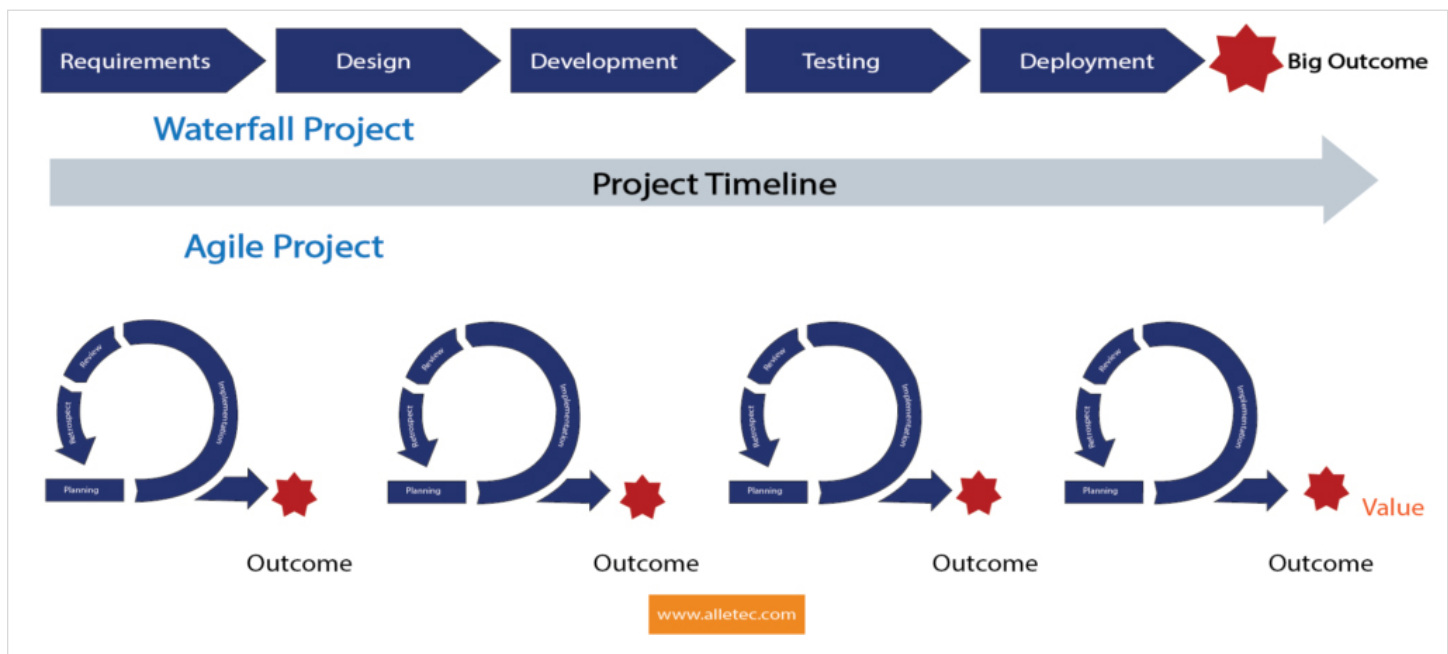 Requirements
Design
Development
Testing
Deployment
Big Outcome
Waterfall Project
Project Timeline
Agile Project
Review
Retrospect
Implementation
Planning
Outcome
Review
Retrospect
Implementation
Planning
Outcome
Review
Retrospect
Implementation
Planning
Outcome
Review
Retrospect
Implementation
Planning
Value
Outcome
www.alletec.com